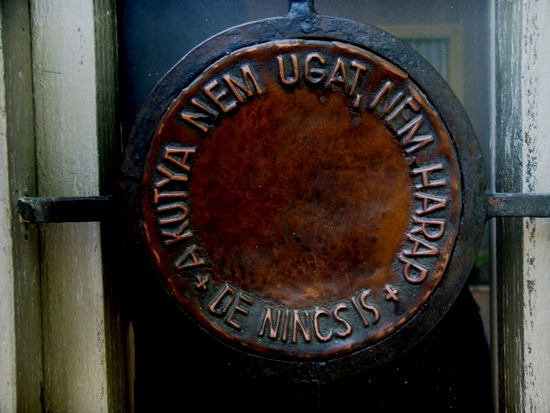 A KUTYA NEM UGAT, NEM HARAP
+ DE NINCS IS +